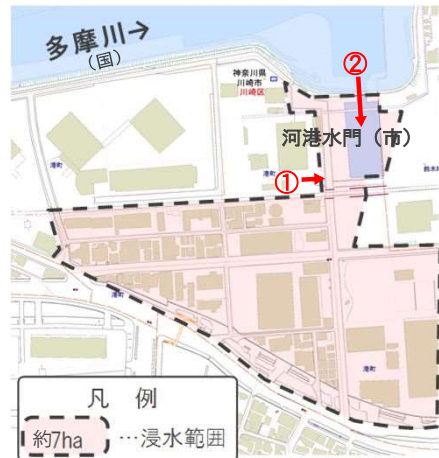 多摩川→
(国)
神奈川県
川崎市
川崎区
②
河港水門（市）
港町
①
港町
港町
港町
凡 例
約7ha …浸水範囲